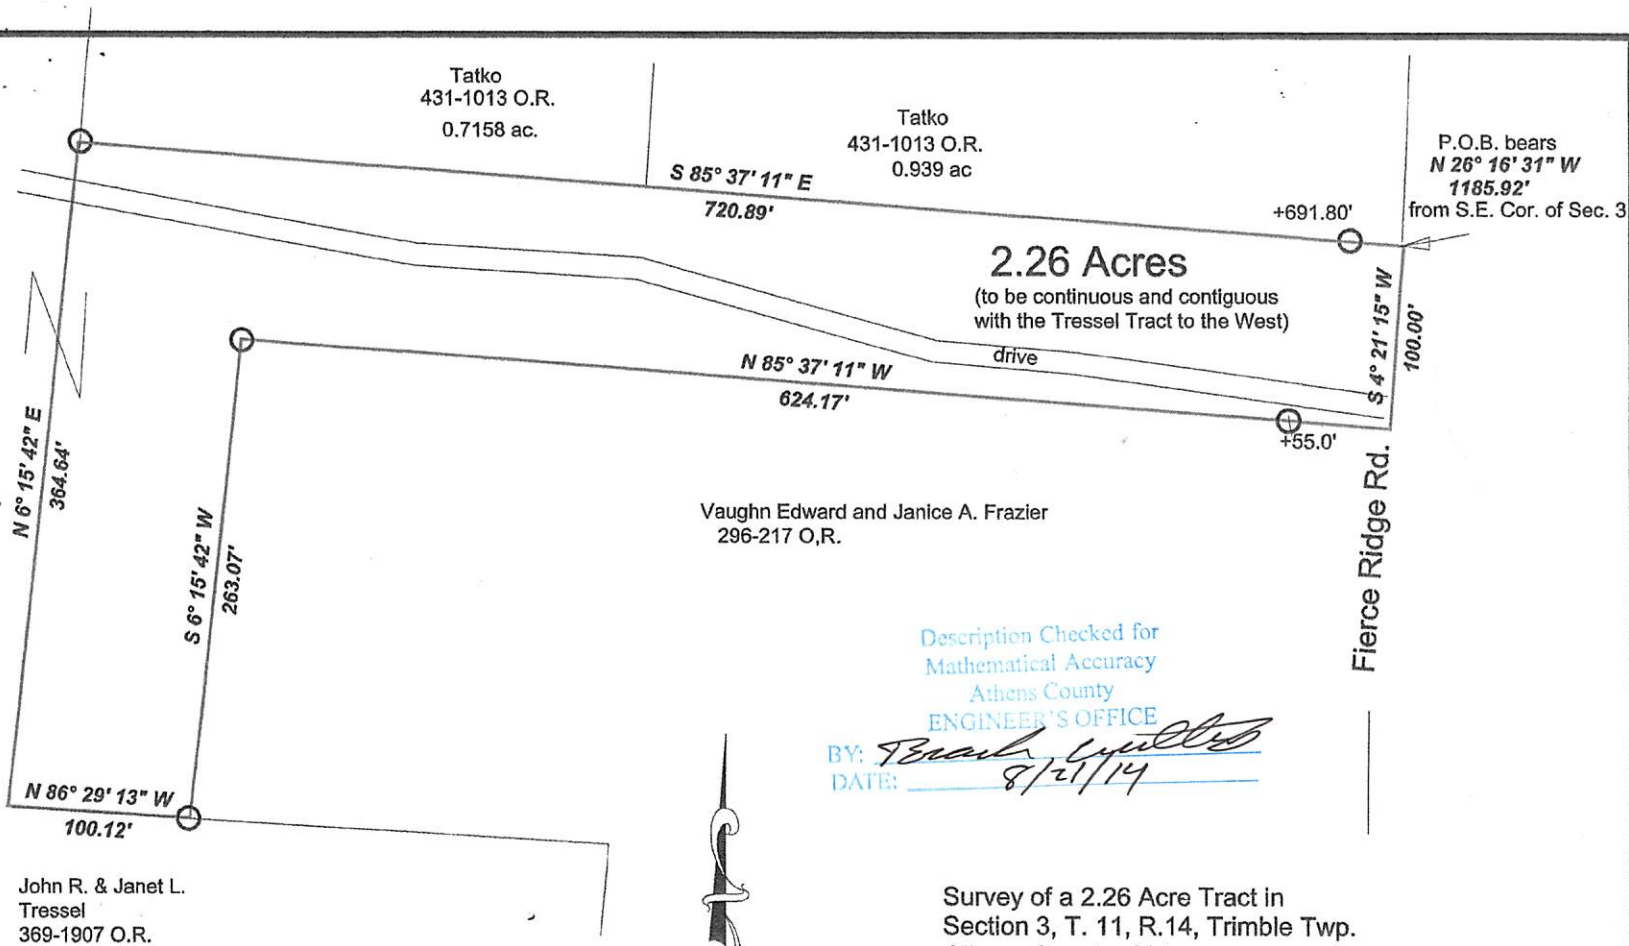 Tatko
431-1013 O.R.
0.7158 ac.
Tatko
431-1013 O.R.
0.939 ac
P.O.B. bears
N 26° 16' 31" W
1185.92'
from S.E. Cor. of Sec. 3
S 85° 37' 11" E
720.89'
+691.80'
2.26 Acres
(to be continuous and contiguous
with the Tressel Tract to the West)
drive
S 4° 21' 15" W
100.00'
N 85° 37' 11" W
624.17'
+55.0'
N 6° 15' 42" E
364.64'
S 6° 15' 42" W
263.07'
Vaughn Edward and Janice A. Frazier
296-217 O,R.
Fierce Ridge Rd.
Description Checked for
Mathematical Accuracy
Athens County
ENGINEER'S OFFICE
BY:
DATE: 8/21/14
N 86° 29' 13" W
100.12'
John R. & Janet L.
Tressel
369-1907 O.R.
Survey of a 2.26 Acre Tract in
Section 3, T. 11, R.14, Trimble Twp.